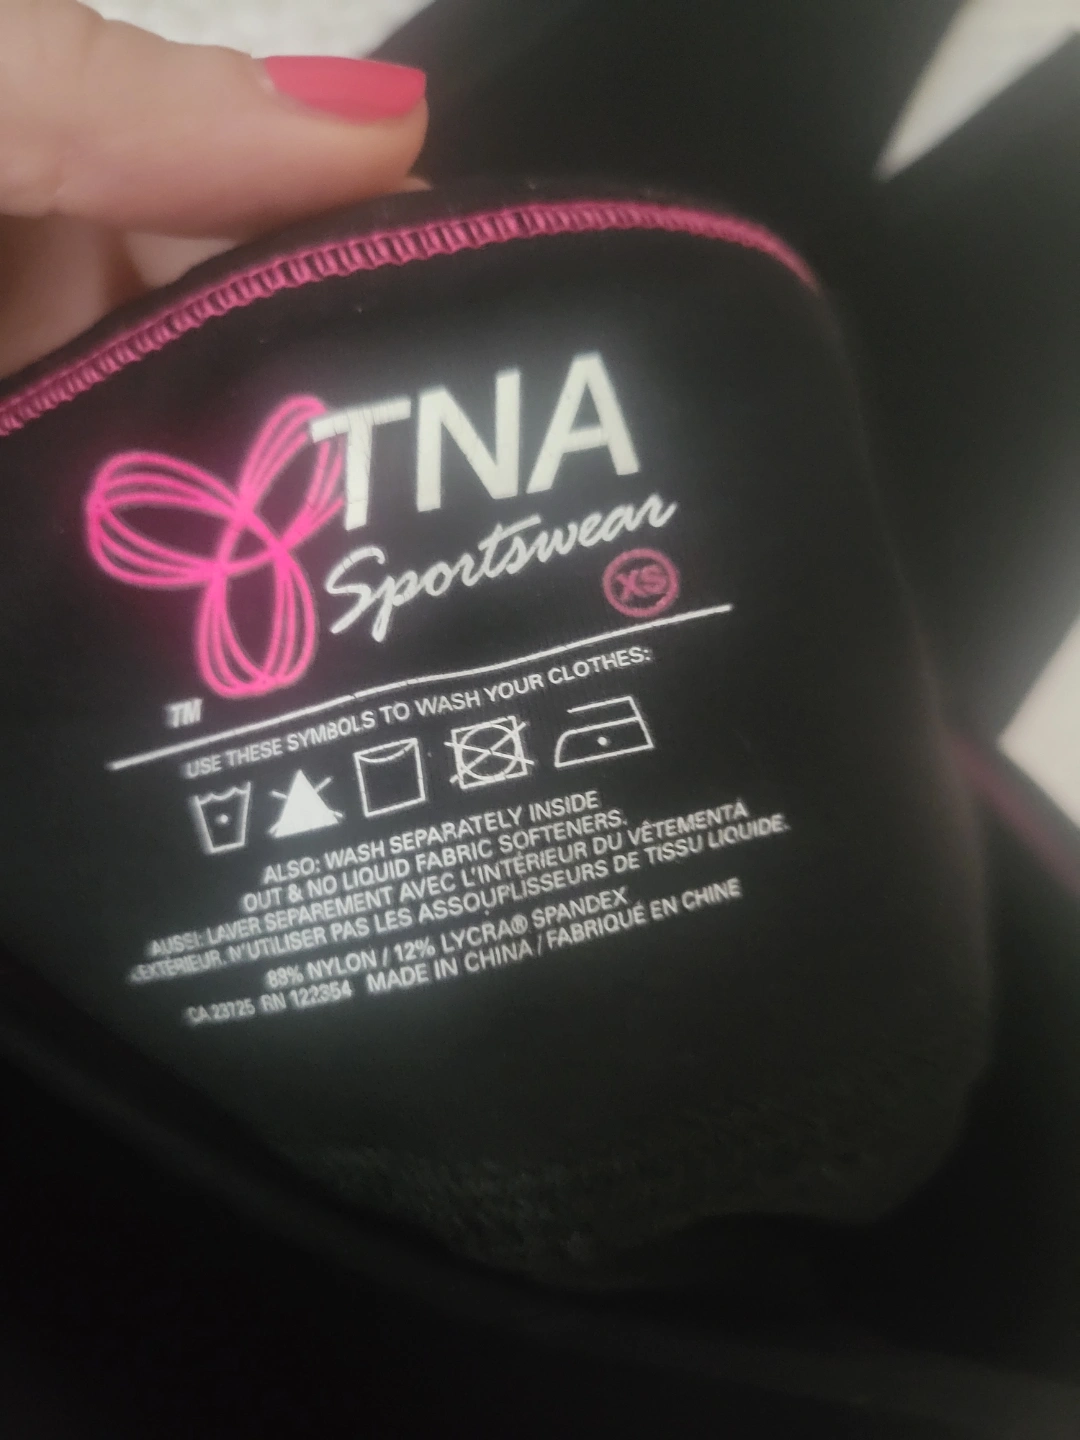 TNA
Sportswear
XS
TM
USE THESE SYMBOLS TO WASH YOUR CLOTHES:
ALSO: WASH SEPARATELY INSIDE
OUT & NO LIQUID FABRIC SOFTENERS.
AUSSI: LAVER SEPAREMENT AVEC L'INTÉRIEUR DU VÊTEMENT À
L'EXTÉRIEUR. N'UTILISER PAS LES ASSOUPLISSEURS DE TISSU LIQUIDE.
88% NYLON / 12% LYCRA® SPANDEX
CA 23725 RN 122354 MADE IN CHINA / FABRIQUÉ EN CHINE